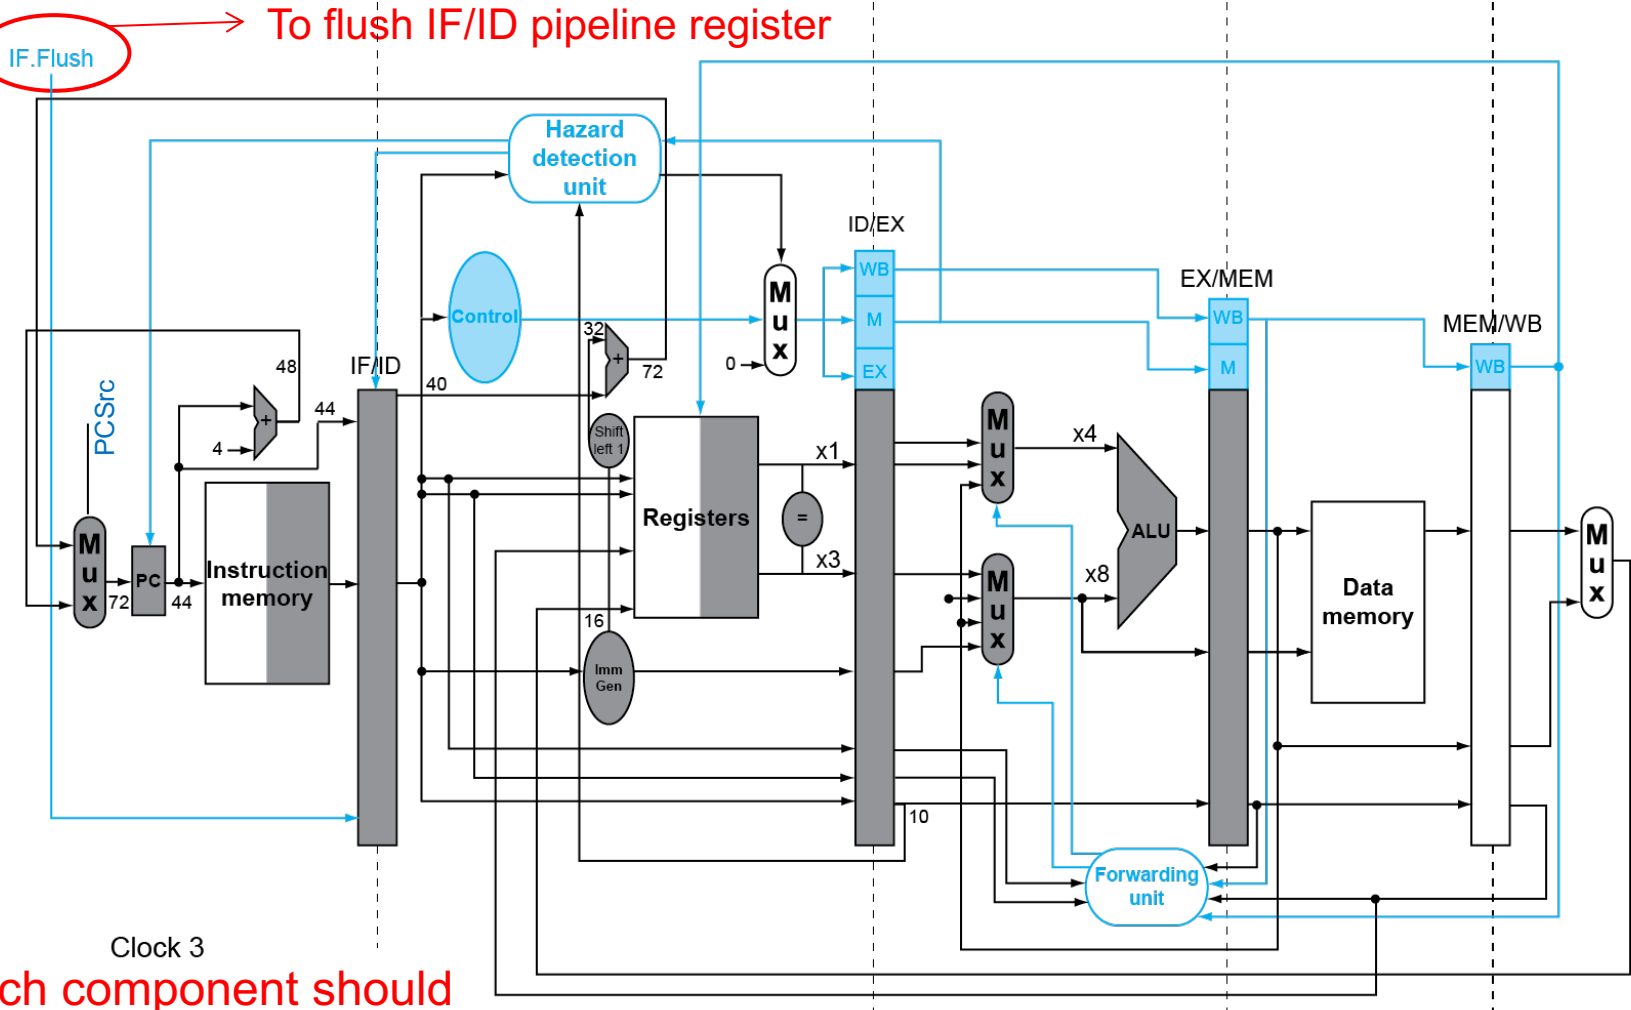 To flush IF/ID pipeline register
IF.Flush
Hazard
detection
unit
ID/EX
WB
EX/MEM
Control
M
u
x
M
WB
MEM/WB
32
+
0
72
EX
M
WB
48
IF/ID
40
PCSrc
44
+
4
Shift
left 1
M
u
x
x4
x1
Registers
=
ALU
M
u
x
PC
Instruction
memory
72
44
x3
M
u
x
x8
Data
memory
M
u
x
16
Imm
Gen
10
Forwarding
unit
Clock 3
ch component should